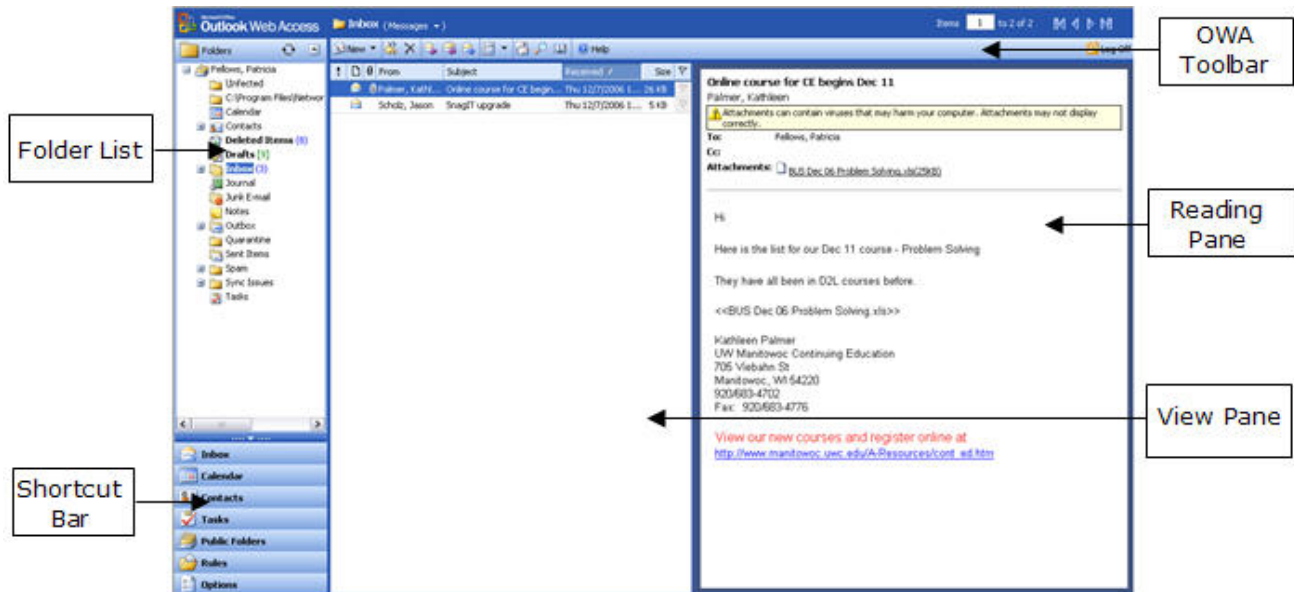 Microsoft Office
Outlook Web Access
Inbox (Messages)
Items 1 to 2 of 2
Folders
New
Help
Log Off
OWA
Toolbar
Fellows, Patricia
Unfected
C:\Program Files\Networ
Calendar
Contacts
Deleted Items (8)
Drafts [5]
Inbox (3)
Journal
Junk E-mail
Notes
Outbox
Quarantine
Sent Items
Spam
Sync Issues
Tasks
Folder List
From Subject Received Size
Palmer, Kathl... Online course for CE begin... Thu 12/7/2006 1... 26 KB
Scholz, Jason SnagIT upgrade Thu 12/7/2006 1... 5 KB
Online course for CE begins Dec 11
Palmer, Kathleen
Attachments can contain viruses that may harm your computer. Attachments may not display
correctly.
To: Fellows, Patricia
Cc:
Attachments: BUS Dec 06 Problem Solving.xls(25KB)
Hi
Here is the list for our Dec 11 course - Problem Solving
They have all been in D2L courses before.
<<BUS Dec 06 Problem Solving.xls>>
Kathleen Palmer
UW Manitowoc Continuing Education
705 Viebahn St
Manitowoc, WI 54220
920/683-4702
Fax: 920/683-4776
View our new courses and register online at
http://www.manitowoc.uwc.edu/A-Resources/cont_ed.htm
Reading
Pane
View Pane
Inbox
Calendar
Contacts
Tasks
Public Folders
Rules
Options
Shortcut
Bar